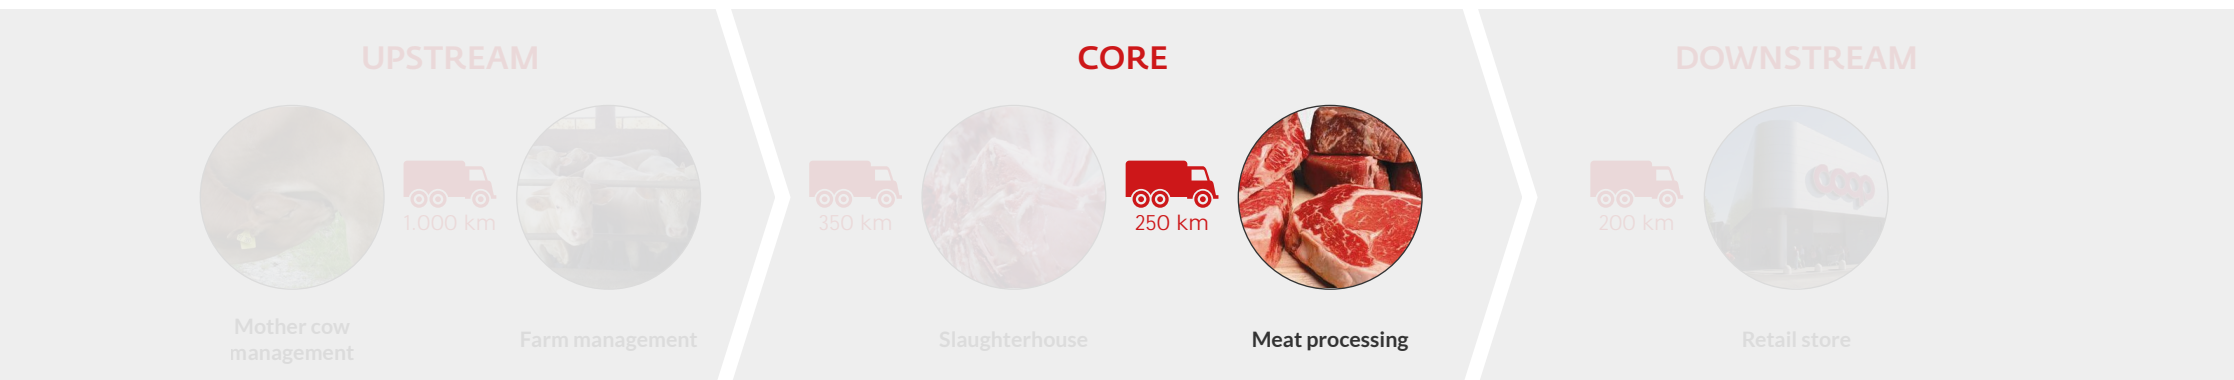 UPSTREAM
CORE
DOWNSTREAM
1.000 km
350 km
250 km
200 km
coop
Mother cow
management
Farm management
Slaughterhouse
Meat processing
Retail store